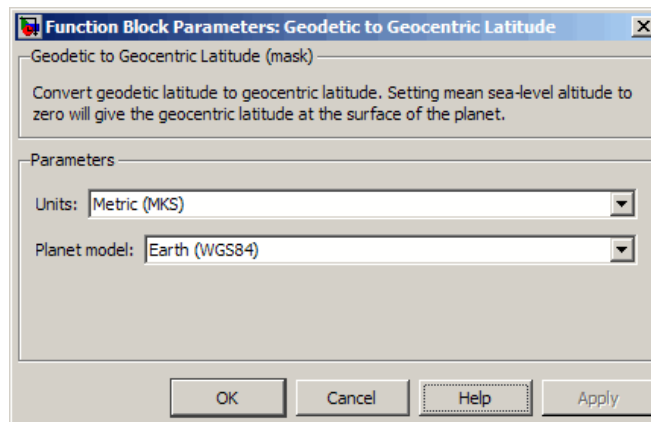 Function Block Parameters: Geodetic to Geocentric Latitude
Geodetic to Geocentric Latitude (mask)
Convert geodetic latitude to geocentric latitude. Setting mean sea-level altitude to
zero will give the geocentric latitude at the surface of the planet.
Parameters
Units: Metric (MKS)
Planet model: Earth (WGS84)
OK Cancel Help Apply